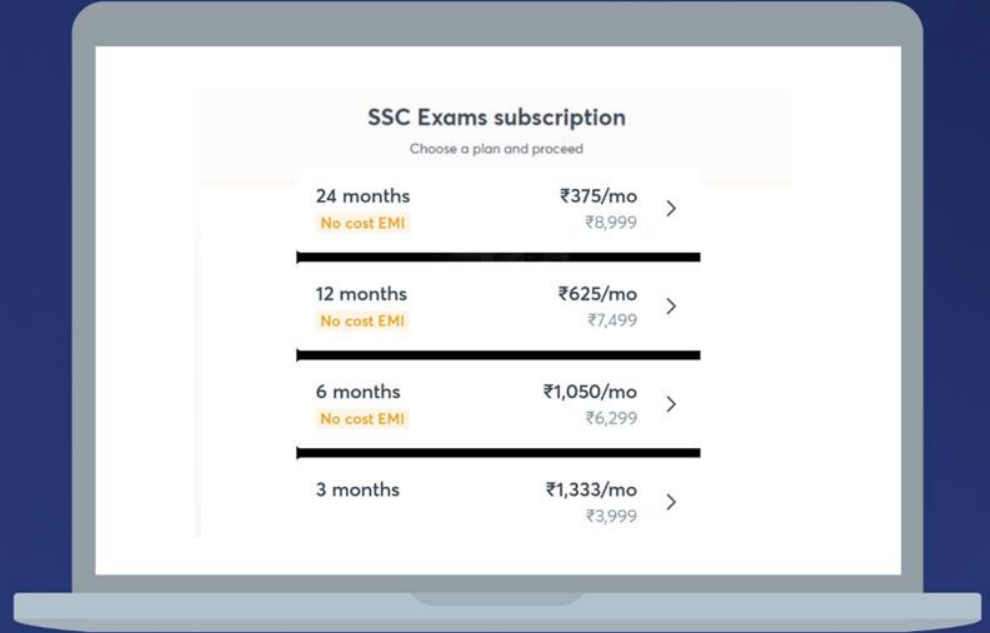 SSC Exams subscription
Choose a plan and proceed
24 months ₹375/mo
No cost EMI ₹8,999
12 months ₹625/mo
No cost EMI ₹7,499
6 months ₹1,050/mo
No cost EMI ₹6,299
3 months ₹1,333/mo
₹3,999